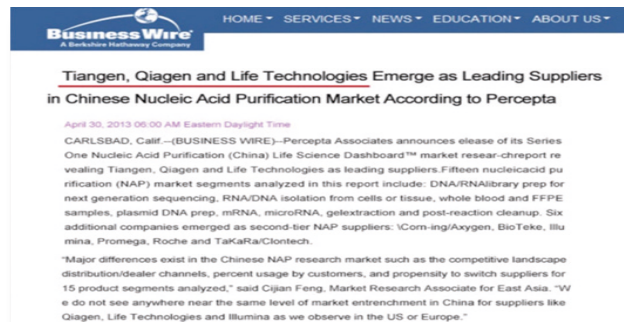 HOME SERVICES NEWS EDUCATION ABOUT US
Business Wire
A Berkshire Hathaway Company
Tiangen, Qiagen and Life Technologies Emerge as Leading Suppliers
in Chinese Nucleic Acid Purification Market According to Percepta
April 30, 2013 06:00 AM Eastern Daylight Time
CARLSBAD, Calif.--(BUSINESS WIRE)--Percepta Associates announces elease of its Series
One Nucleic Acid Purification (China) Life Science Dashboard™ market resear-chreport re
vealing Tiangen, Qiagen and Life Technologies as leading suppliers.Fifteen nucleicacid pu
rification (NAP) market segments analyzed in this report include: DNA/RNAlibrary prep for
next generation sequencing, RNA/DNA isolation from cells or tissue, whole blood and FFPE
samples, plasmid DNA prep, mRNA, microRNA, gelextraction and post-reaction cleanup. Six
additional companies emerged as second-tier NAP suppliers: \Com-ing/Axygen, BioTeke, Illu
mina, Promega, Roche and TaKaRa/Clontech.
"Major differences exist in the Chinese NAP research market such as the competitive landscape
distribution/dealer channels, percent usage by customers, and propensity to switch suppliers for
15 product segments analyzed," said Cijian Feng, Market Research Associate for East Asia. "W
e do not see anywhere near the same level of market entrenchment in China for suppliers like
Qiagen, Life Technologies and Illumina as we observe in the US or Europe."